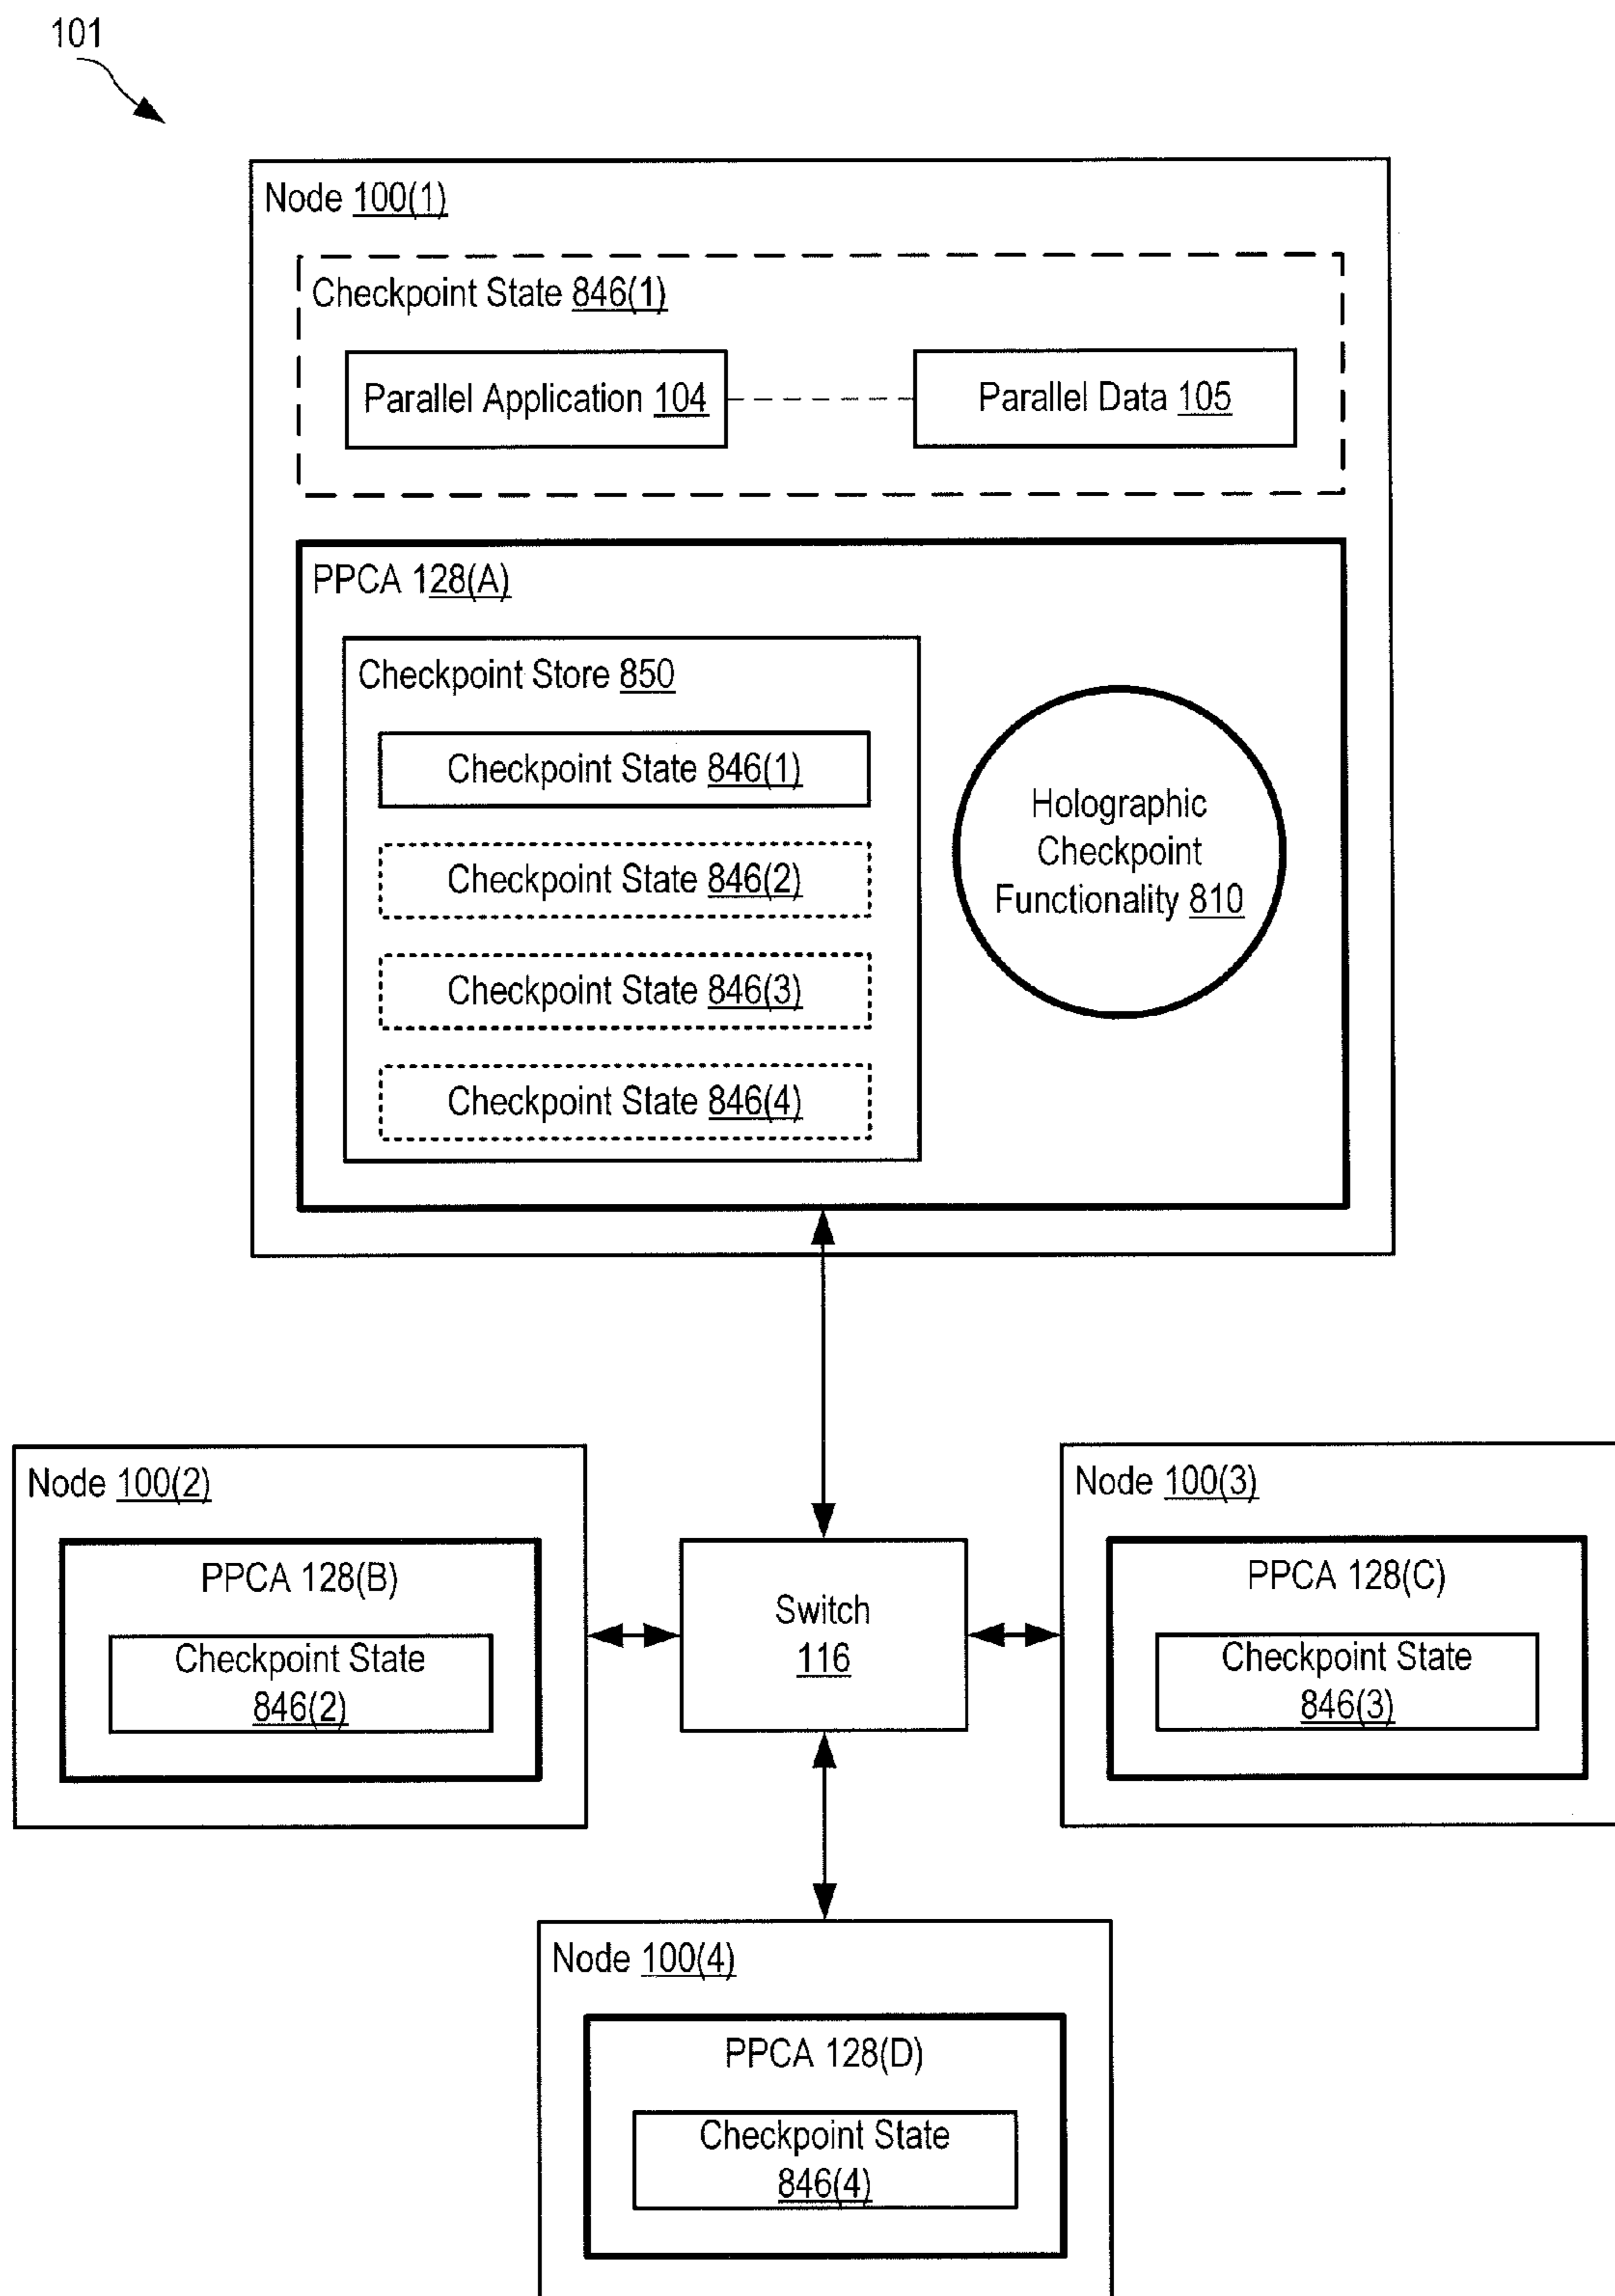 101
Node 100(1)
Checkpoint State 846(1)
Parallel Application 104
Parallel Data 105
PPCA 128(A)
Checkpoint Store 850
Checkpoint State 846(1)
Checkpoint State 846(2)
Checkpoint State 846(3)
Checkpoint State 846(4)
Holographic
Checkpoint
Functionality 810
Node 100(2)
PPCA 128(B)
Checkpoint State
846(2)
Switch
116
Node 100(3)
PPCA 128(C)
Checkpoint State
846(3)
Node 100(4)
PPCA 128(D)
Checkpoint State
846(4)